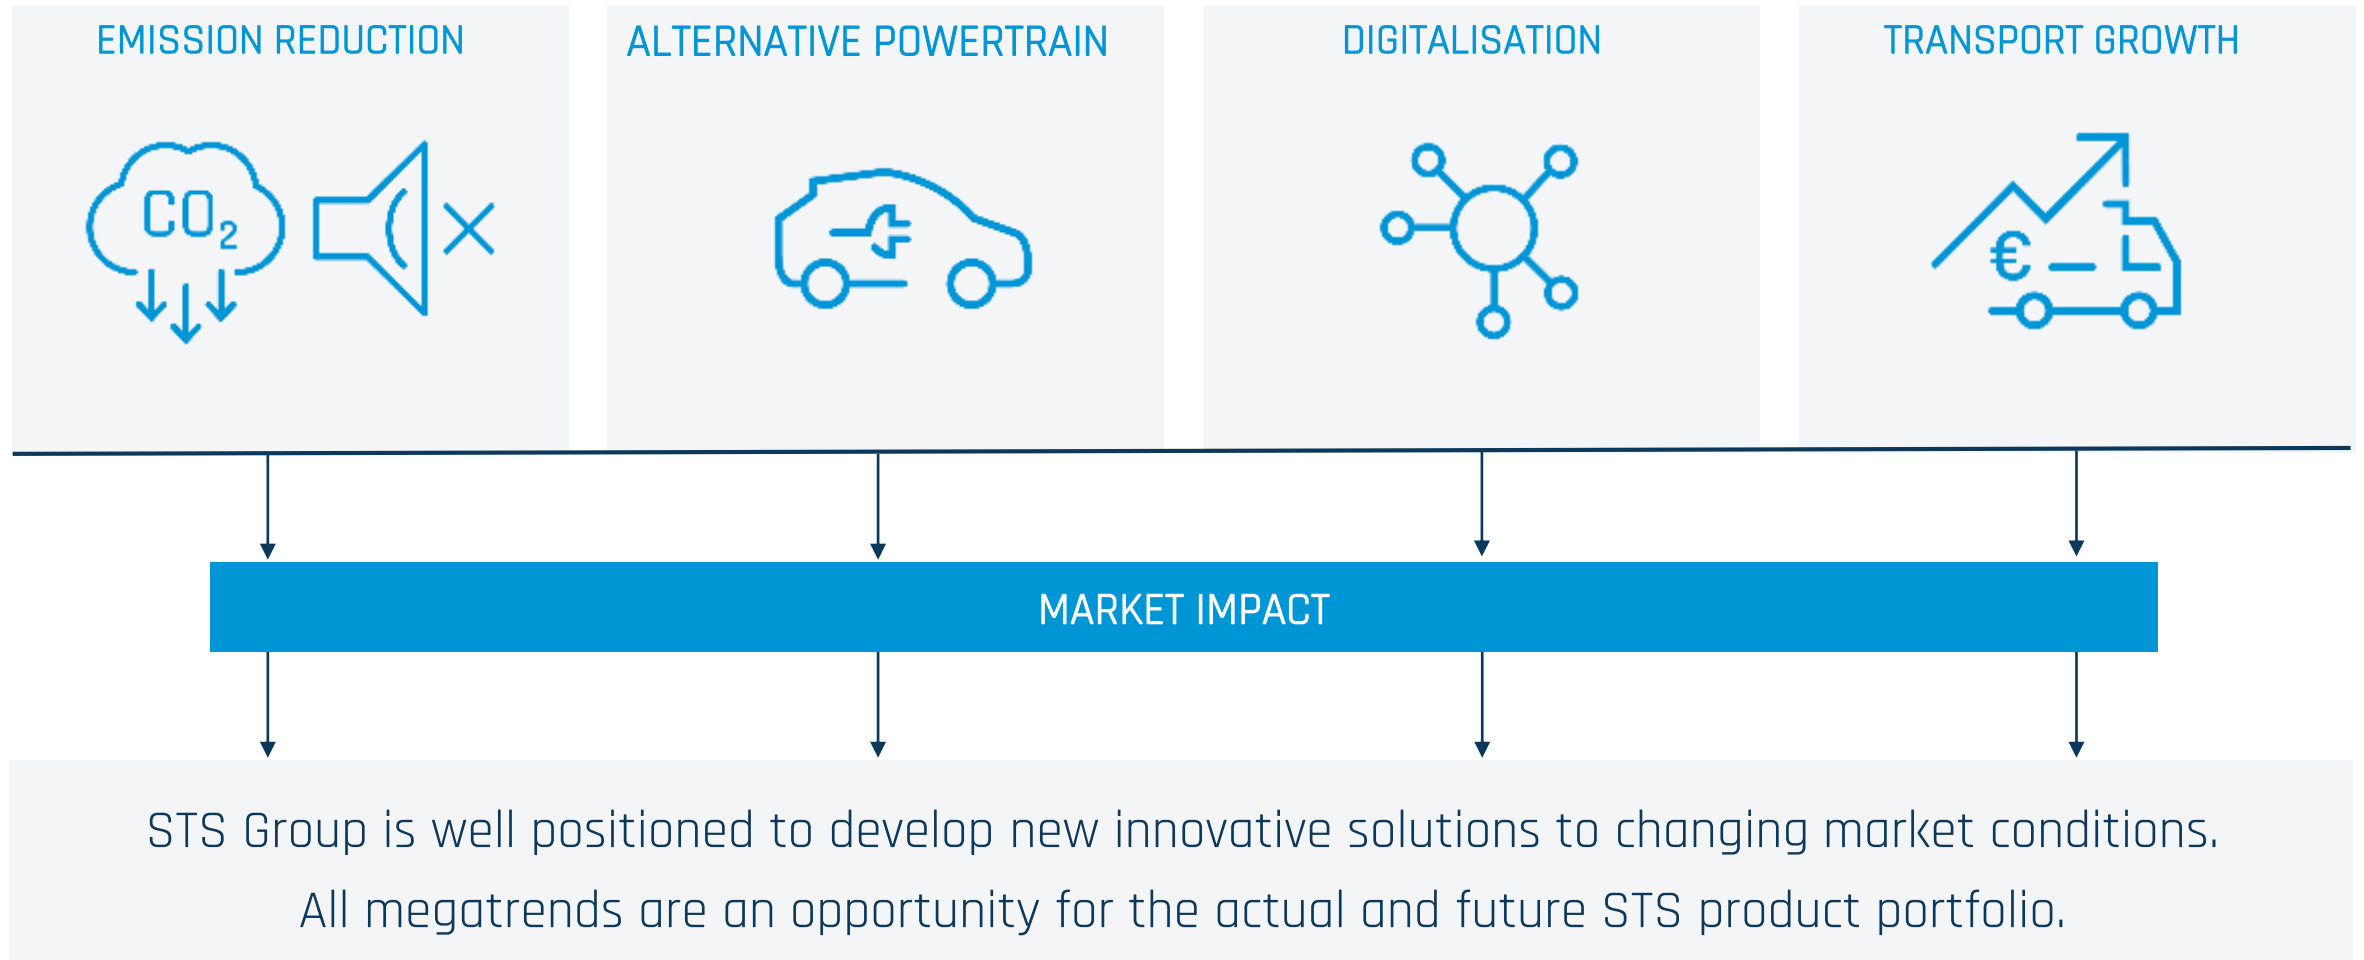 EMISSION REDUCTION
ALTERNATIVE POWERTRAIN
DIGITALISATION
TRANSPORT GROWTH
CO₂
€
MARKET IMPACT
STS Group is well positioned to develop new innovative solutions to changing market conditions.
All megatrends are an opportunity for the actual and future STS product portfolio.